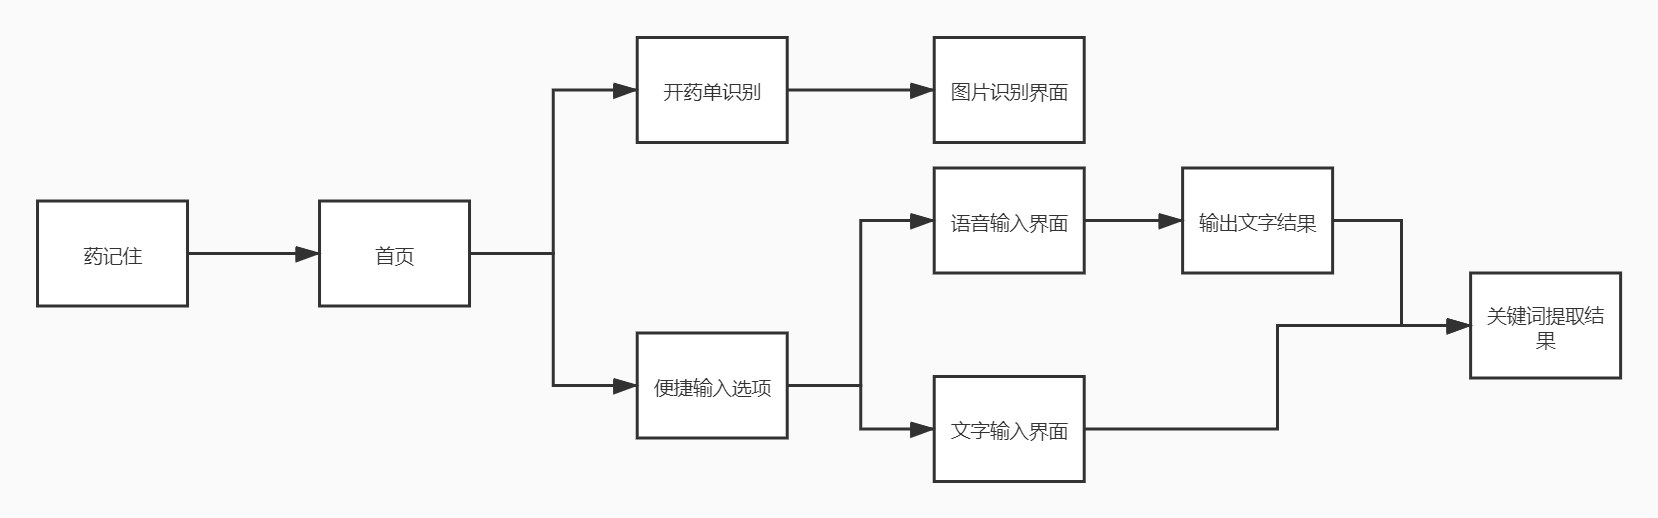 开药单识别
图片识别界面
药记住
首页
语音输入界面
输出文字结果
便捷输入选项
文字输入界面
关键词提取结
果